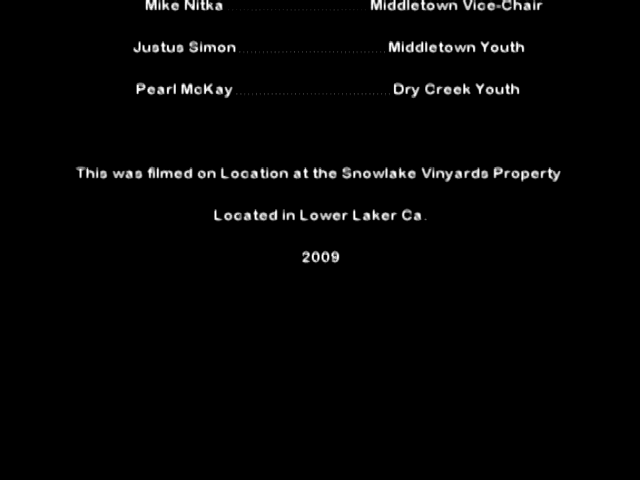 Mike Nitka ........................................ Middletown Vice-Chair
Justus Simon ........................................ Middletown Youth
Pearl McKay ........................................ Dry Creek Youth
This was filmed on Location at the Snowlake Vinyards Property
Located in Lower Laker Ca.
2009